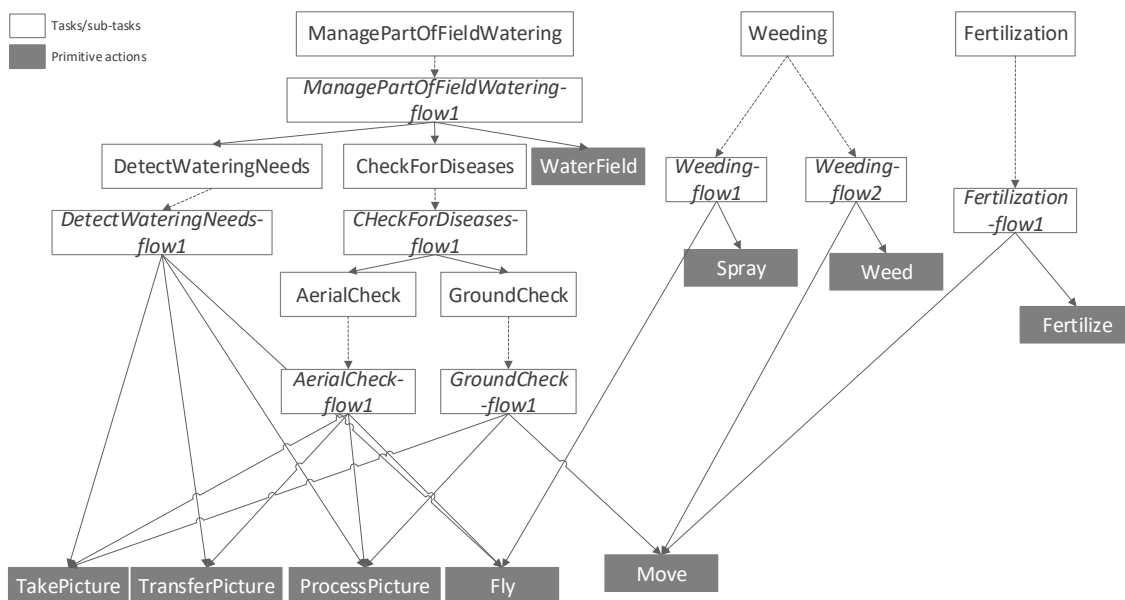 Tasks/sub-tasks
Primitive actions
ManagePartOfFieldWatering
Weeding
Fertilization
ManagePartOfFieldWatering-
flow1
DetectWateringNeeds
CheckForDiseases
WaterField
Weeding-
flow1
Weeding-
flow2
Fertilization
-flow1
DetectWateringNeeds-
flow1
CHeckForDiseases-
flow1
Spray
Weed
AerialCheck
GroundCheck
Fertilize
AerialCheck-
flow1
GroundCheck
-flow1
TakePicture
TransferPicture
ProcessPicture
Fly
Move